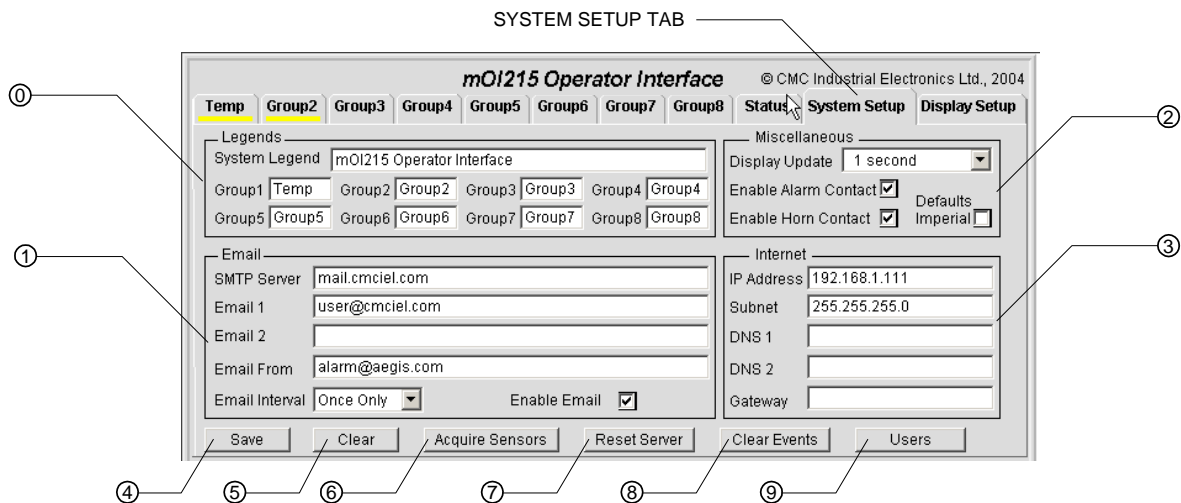 SYSTEM SETUP TAB
mOI215 Operator Interface © CMC Industrial Electronics Ltd., 2004
Temp Group2 Group3 Group4 Group5 Group6 Group7 Group8 Status System Setup Display Setup
0
2
Legends
System Legend mOI215 Operator Interface
Group1 Temp Group2 Group2 Group3 Group3 Group4 Group4
Group5 Group5 Group6 Group6 Group7 Group7 Group8 Group8
Miscellaneous
Display Update 1 second
Enable Alarm Contact
Defaults
Enable Horn Contact Imperial
1
3
Email
SMTP Server mail.cmciel.com
Email 1 user@cmciel.com
Email 2
Email From alarm@aegis.com
Email Interval Once Only Enable Email
Internet
IP Address 192.168.1.111
Subnet 255.255.255.0
DNS 1
DNS 2
Gateway
Save Clear Acquire Sensors Reset Server Clear Events Users
4 5 6 7 8 9